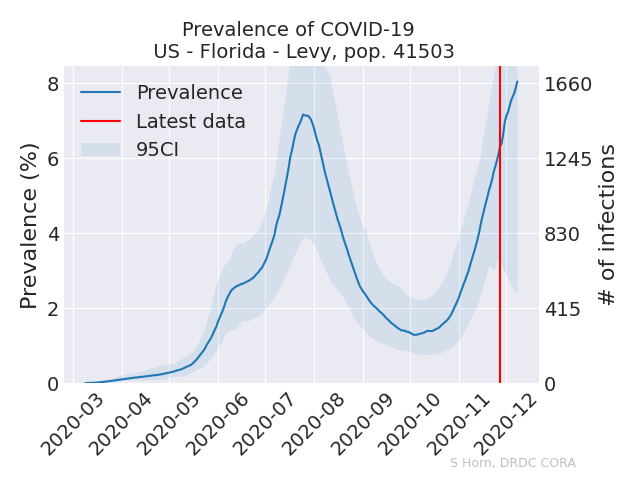 Prevalence of COVID-19
US - Florida - Levy, pop. 41503
Prevalence
Latest data
95CI
Prevalence (%)
8
6
4
2
0
1660
1245
830
415
0
# of infections
2020-03
2020-04
2020-05
2020-06
2020-07
2020-08
2020-09
2020-10
2020-11
2020-12
S Horn, DRDC CORA